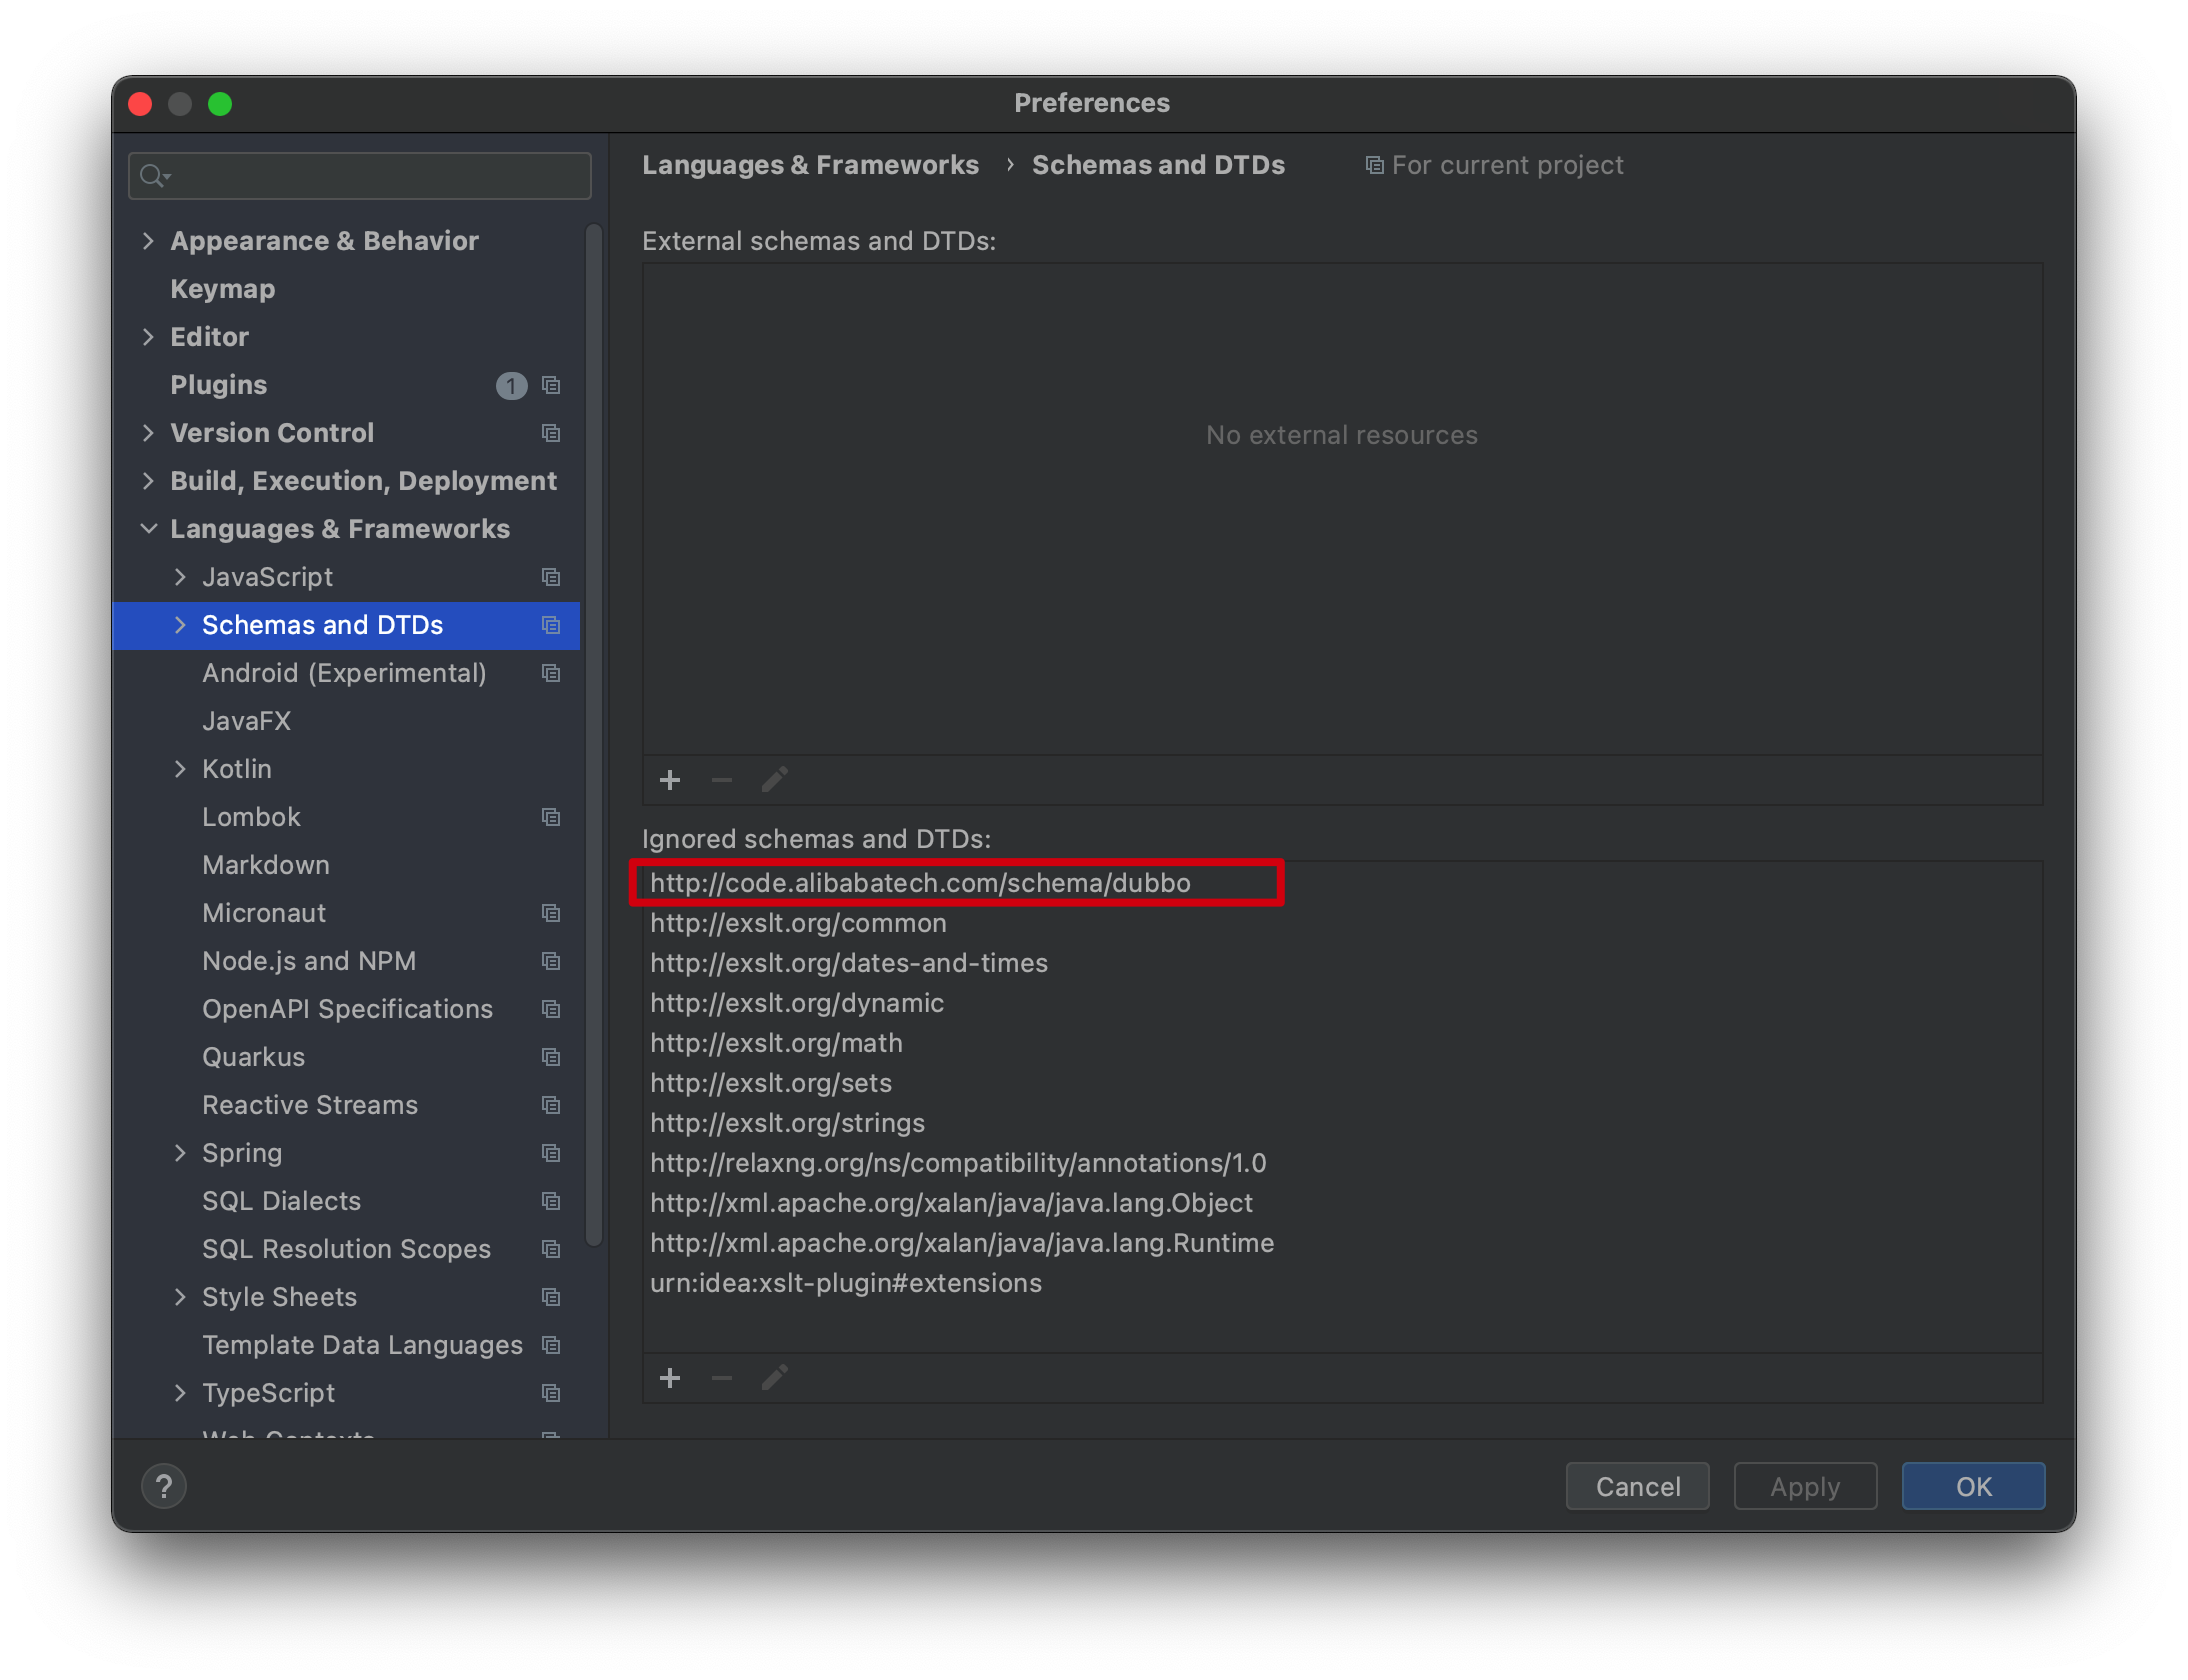 Preferences
Appearance & Behavior
Keymap
Editor
Plugins 1
Version Control
Build, Execution, Deployment
Languages & Frameworks
JavaScript
Schemas and DTDs
Android (Experimental)
JavaFX
Kotlin
Lombok
Markdown
Micronaut
Node.js and NPM
OpenAPI Specifications
Quarkus
Reactive Streams
Spring
SQL Dialects
SQL Resolution Scopes
Style Sheets
Template Data Languages
TypeScript
Web Contexts
Languages & Frameworks › Schemas and DTDs For current project
External schemas and DTDs:
No external resources
Ignored schemas and DTDs:
http://code.alibabatech.com/schema/dubbo
http://exslt.org/common
http://exslt.org/dates-and-times
http://exslt.org/dynamic
http://exslt.org/math
http://exslt.org/sets
http://exslt.org/strings
http://relaxng.org/ns/compatibility/annotations/1.0
http://xml.apache.org/xalan/java/java.lang.Object
http://xml.apache.org/xalan/java/java.lang.Runtime
urn:idea:xslt-plugin#extensions
?
Cancel Apply OK